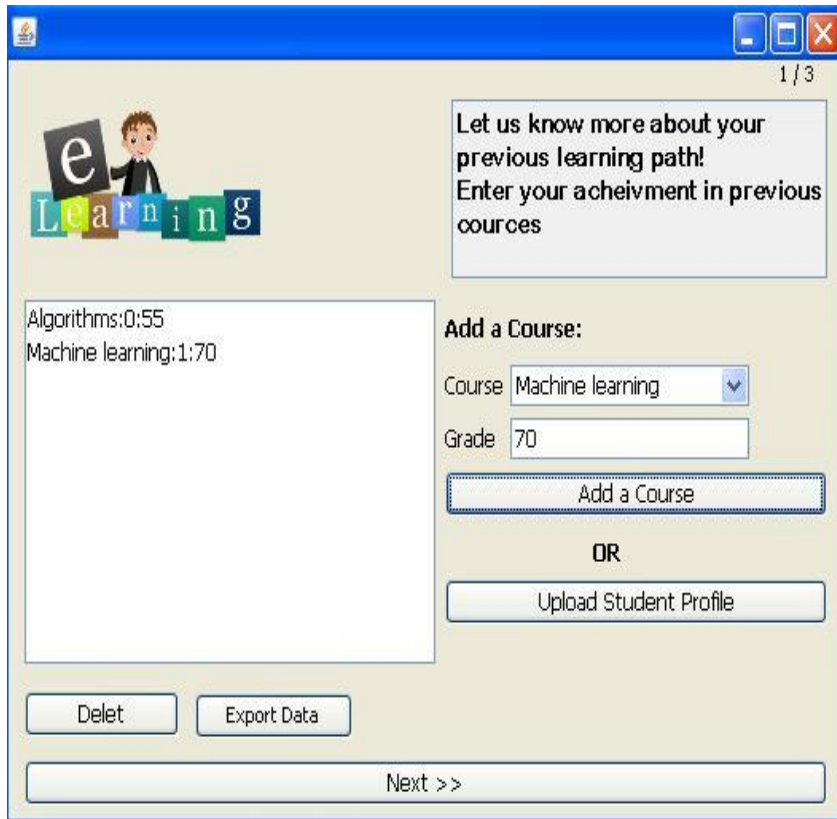 1 / 3
e
Learning
Let us know more about your
previous learning path!
Enter your acheivment in previous
cources
Algorithms:0:55
Machine learning:1:70
Add a Course:
Course Machine learning
Grade 70
Add a Course
OR
Upload Student Profile
Delet Export Data
Next >>